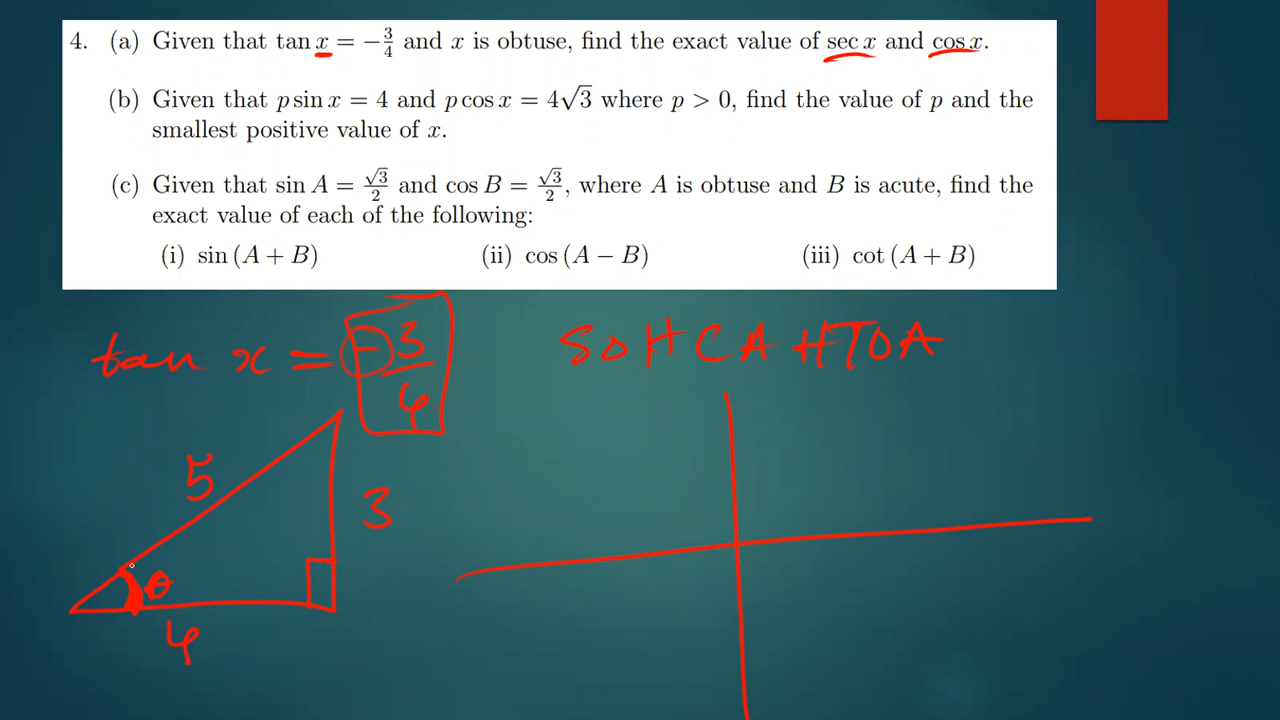 4. (a) Given that tan x = −3/4 and x is obtuse, find the exact value of sec x and cos x.
(b) Given that p sin x = 4 and p cos x = 4√3 where p > 0, find the value of p and the
smallest positive value of x.
(c) Given that sin A = √3/2 and cos B = √3/2, where A is obtuse and B is acute, find the
exact value of each of the following:
(i) sin (A + B) (ii) cos (A − B) (iii) cot (A + B)
tan x = −3/4
SOHCAHTOA
5
3
θ
4